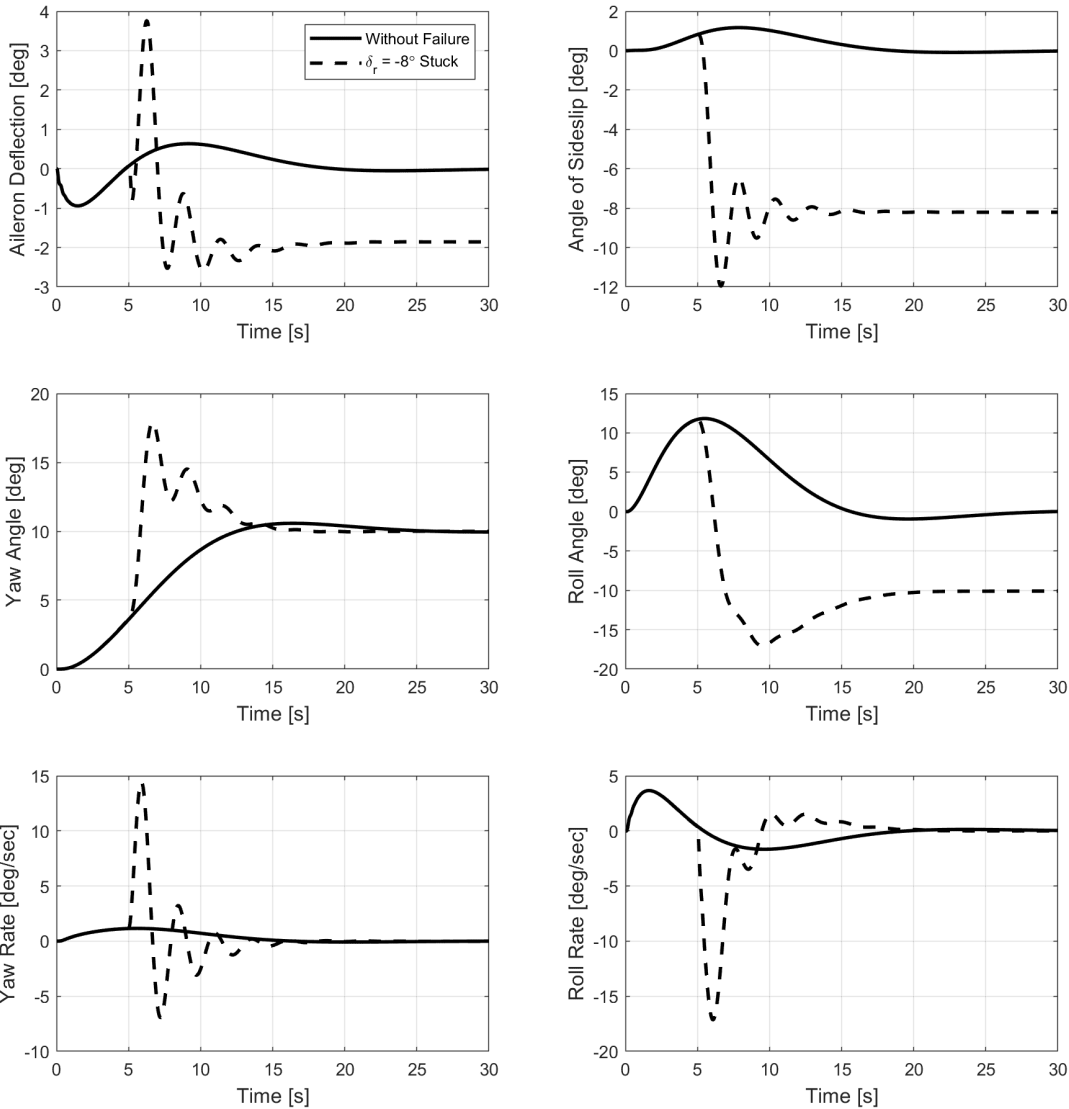 Aileron Deflection [deg]
4
3
2
1
0
-1
-2
-3
0 5 10 15 20 25 30
Time [s]
Without Failure
δr = -8° Stuck
Angle of Sideslip [deg]
2
0
-2
-4
-6
-8
-10
-12
0 5 10 15 20 25 30
Time [s]
Yaw Angle [deg]
20
15
10
5
0
0 5 10 15 20 25 30
Time [s]
Roll Angle [deg]
15
10
5
0
-5
-10
-15
-20
0 5 10 15 20 25 30
Time [s]
Yaw Rate [deg/sec]
15
10
5
0
-5
-10
0 5 10 15 20 25 30
Time [s]
Roll Rate [deg/sec]
5
0
-5
-10
-15
-20
0 5 10 15 20 25 30
Time [s]